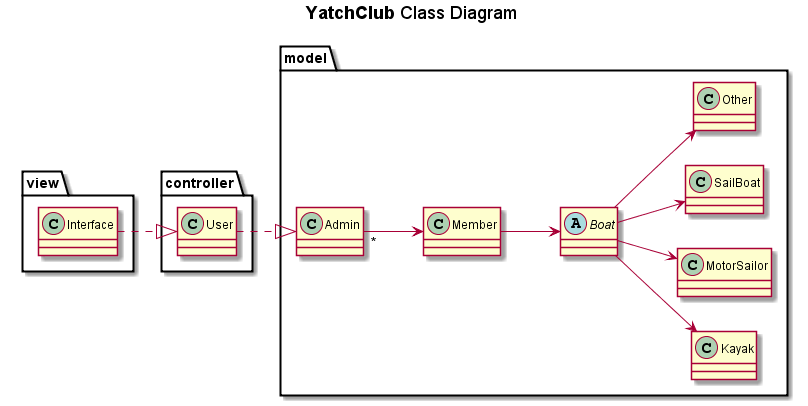 YatchClub Class Diagram
model
C Other
view
controller
C SailBoat
C Interface
C User
C Admin
*
C Member
A Boat
C MotorSailor
C Kayak